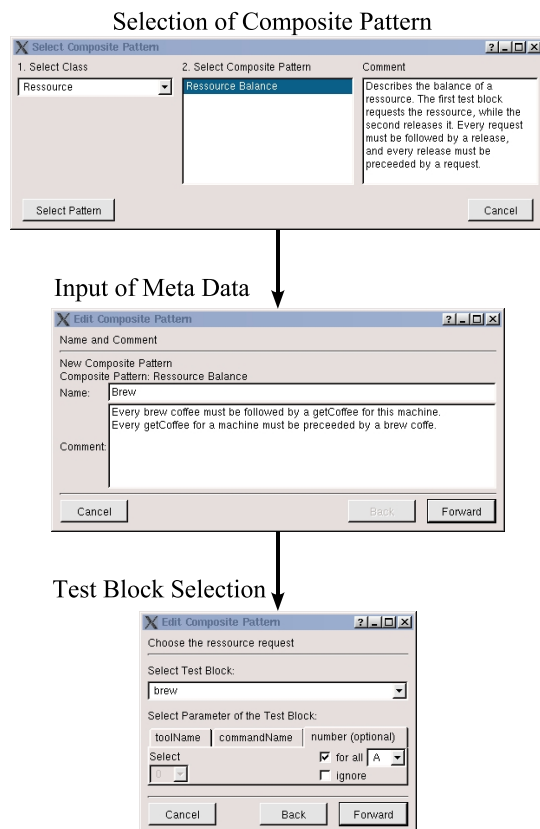 Selection of Composite Pattern
Select Composite Pattern
1. Select Class
2. Select Composite Pattern
Comment
Ressource
Ressource Balance
Describes the balance of a
ressource. The first test block
requests the ressource, while the
second releases it. Every request
must be followed by a release,
and every release must be
preceeded by a request.
Select Pattern
Cancel
Input of Meta Data
Edit Composite Pattern
Name and Comment
New Composite Pattern
Composite Pattern: Ressource Balance
Name: Brew
Every brew coffee must be followed by a getCoffee for this machine.
Every getCoffee for a machine must be preceeded by a brew coffe.
Comment:
Cancel
Back
Forward
Test Block Selection
Edit Composite Pattern
Choose the ressource request
Select Test Block:
brew
Select Parameter of the Test Block:
toolName
commandName
number (optional)
Select
for all A
0
ignore
Cancel
Back
Forward